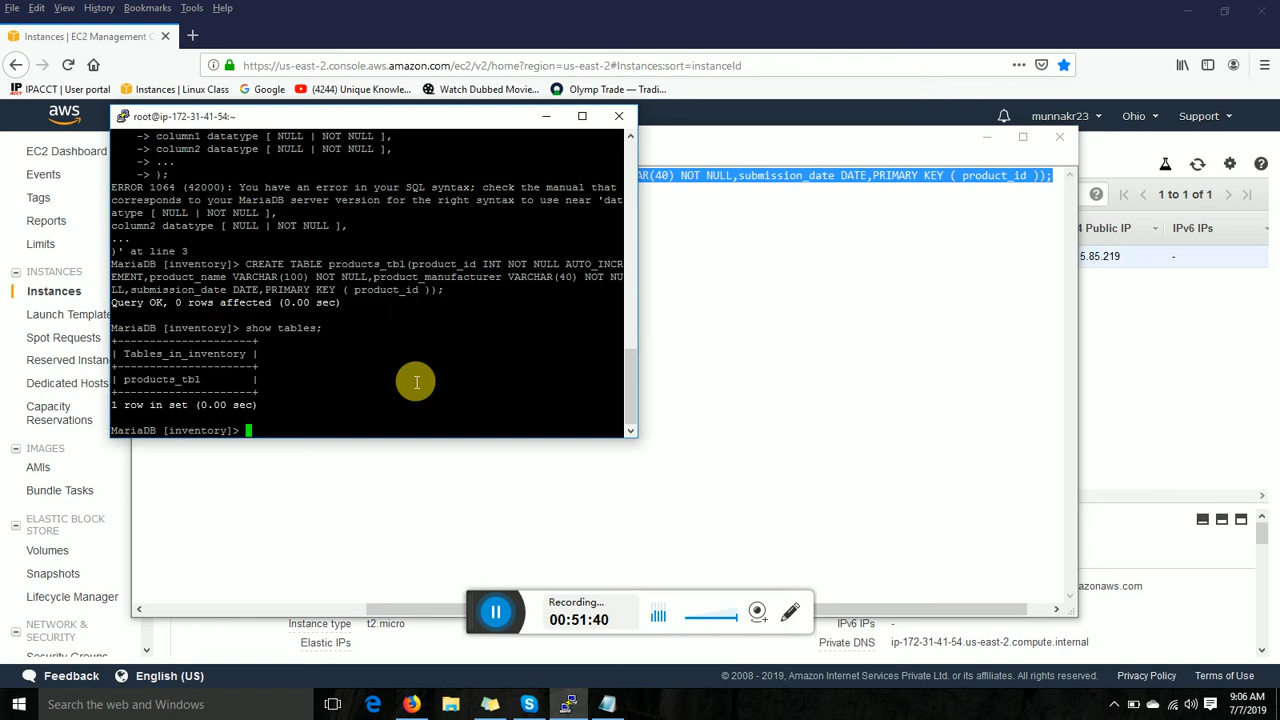 File Edit View History Bookmarks Tools Help
Instances | EC2 Management C
https://us-east-2.console.aws.amazon.com/ec2/v2/home?region=us-east-2#Instances:sort=instanceId
IPACCT | User portal Instances | Linux Class Google (4244) Unique Knowle... Watch Dubbed Movie... Olymp Trade – Tradi...
aws
munnakr23 Ohio Support
root@ip-172-31-41-54:~
-> column1 datatype [ NULL | NOT NULL ],
-> column2 datatype [ NULL | NOT NULL ],
-> ...
-> );
ERROR 1064 (42000): You have an error in your SQL syntax; check the manual that
corresponds to your MariaDB server version for the right syntax to use near 'dat
atype [ NULL | NOT NULL ],
column2 datatype [ NULL | NOT NULL ],
...
)' at line 3
MariaDB [inventory]> CREATE TABLE products_tbl(product_id INT NOT NULL AUTO_INCR
EMENT,product_name VARCHAR(100) NOT NULL,product_manufacturer VARCHAR(40) NOT NU
LL,submission_date DATE,PRIMARY KEY ( product_id ));
Query OK, 0 rows affected (0.00 sec)
MariaDB [inventory]> show tables;
+---------------------+
| Tables_in_inventory |
+---------------------+
| products_tbl |
+---------------------+
1 row in set (0.00 sec)
MariaDB [inventory]>
AR(40) NOT NULL,submission_date DATE,PRIMARY KEY ( product_id ));
EC2 Dashboard
Events
Tags
Reports
Limits
INSTANCES
Instances
Launch Template
Spot Requests
Reserved Instan
Dedicated Hosts
Capacity
Reservations
IMAGES
AMIs
Bundle Tasks
ELASTIC BLOCK
STORE
Volumes
Snapshots
Lifecycle Manager
NETWORK &
SECURITY
Security Groups
1 to 1 of 1
4 Public IP IPv6 IPs
5.85.219 -
azonaws.com
Instance type t2.micro IPv6 IPs -
Elastic IPs Private DNS ip-172-31-41-54.us-east-2.compute.internal
Recording...
00:51:40
Feedback English (US) © 2008 - 2019, Amazon Internet Services Private Ltd. or its affiliates. All rights reserved. Privacy Policy Terms of Use
Search the web and Windows
9:06 AM
7/7/2019